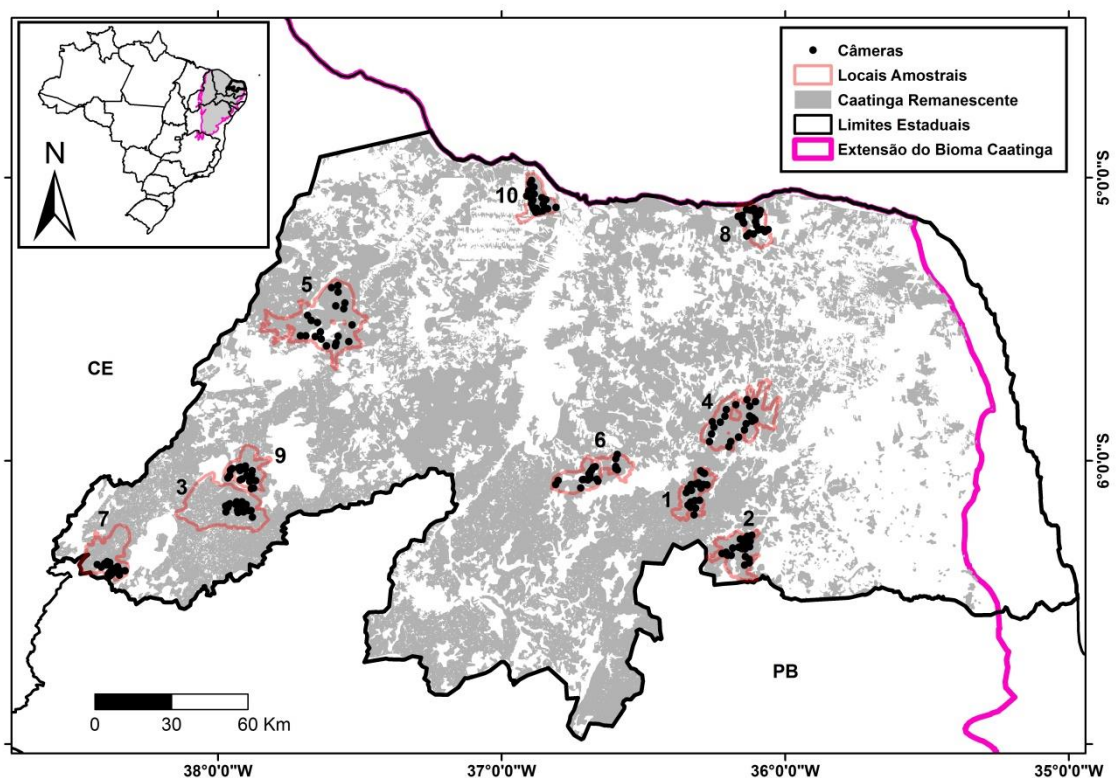 N
Câmeras
Locais Amostrais
Caatinga Remanescente
Limites Estaduais
Extensão do Bioma Caatinga
5°0'0"S
10
8
5
CE
4
6
6°0'0"S
9
3
1
7
2
PB
0 30 60 Km
38°0'0"W 37°0'0"W 36°0'0"W 35°0'0"W